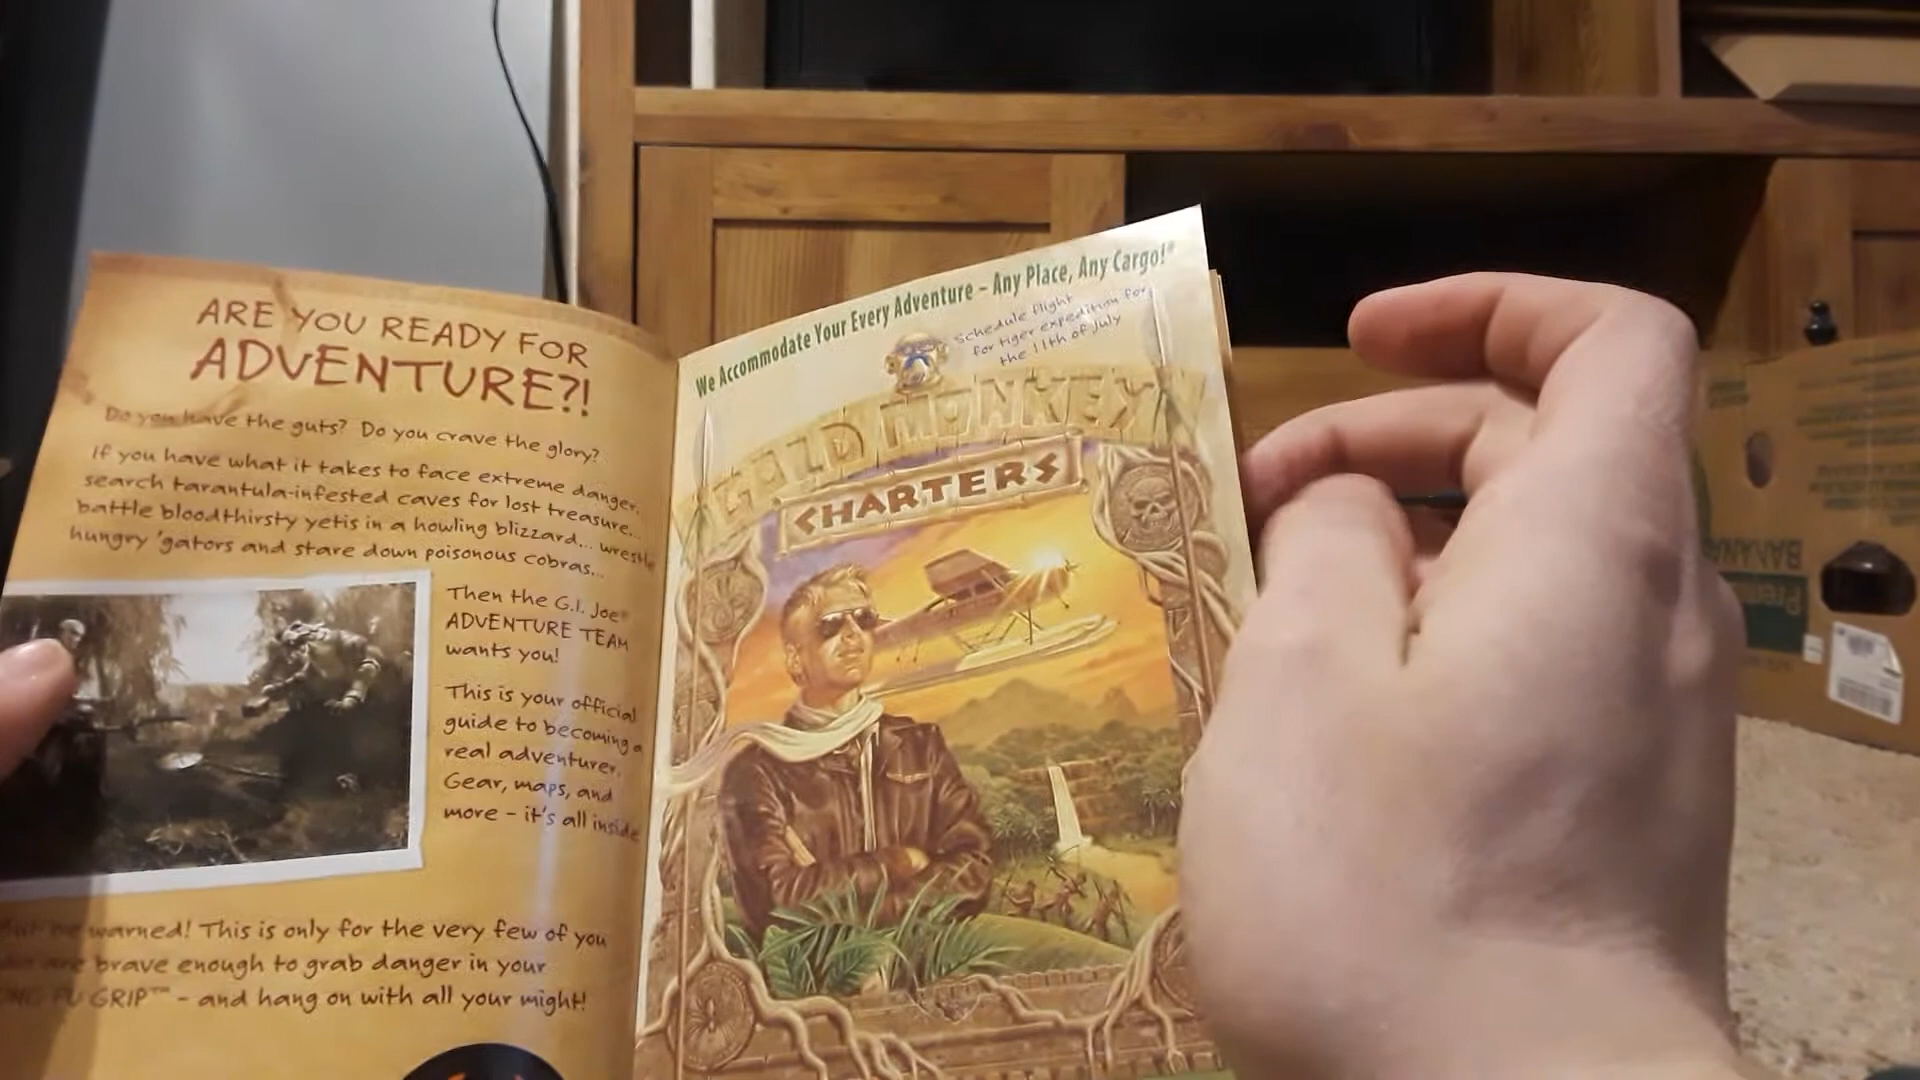 ARE YOU READY FOR
ADVENTURE?!
Do you have the guts? Do you crave the glory?
If you have what it takes to face extreme danger,
search tarantula-infested caves for lost treasure...
battle bloodthirsty yetis in a howling blizzard... wrestle
hungry 'gators and stare down poisonous cobras...
Then the G.I. Joe®
ADVENTURE TEAM
wants you!
This is your official
guide to becoming a
real adventurer.
Gear, maps, and
more - it's all inside
warned! This is only for the very few of you
brave enough to grab danger in your
FU GRIP™ - and hang on with all your might!
We Accommodate Your Every Adventure – Any Place, Any Cargo!®
Schedule flight
for tiger expedition for
the 11th of July
GOLD MONKEY
CHARTERS
BANANA